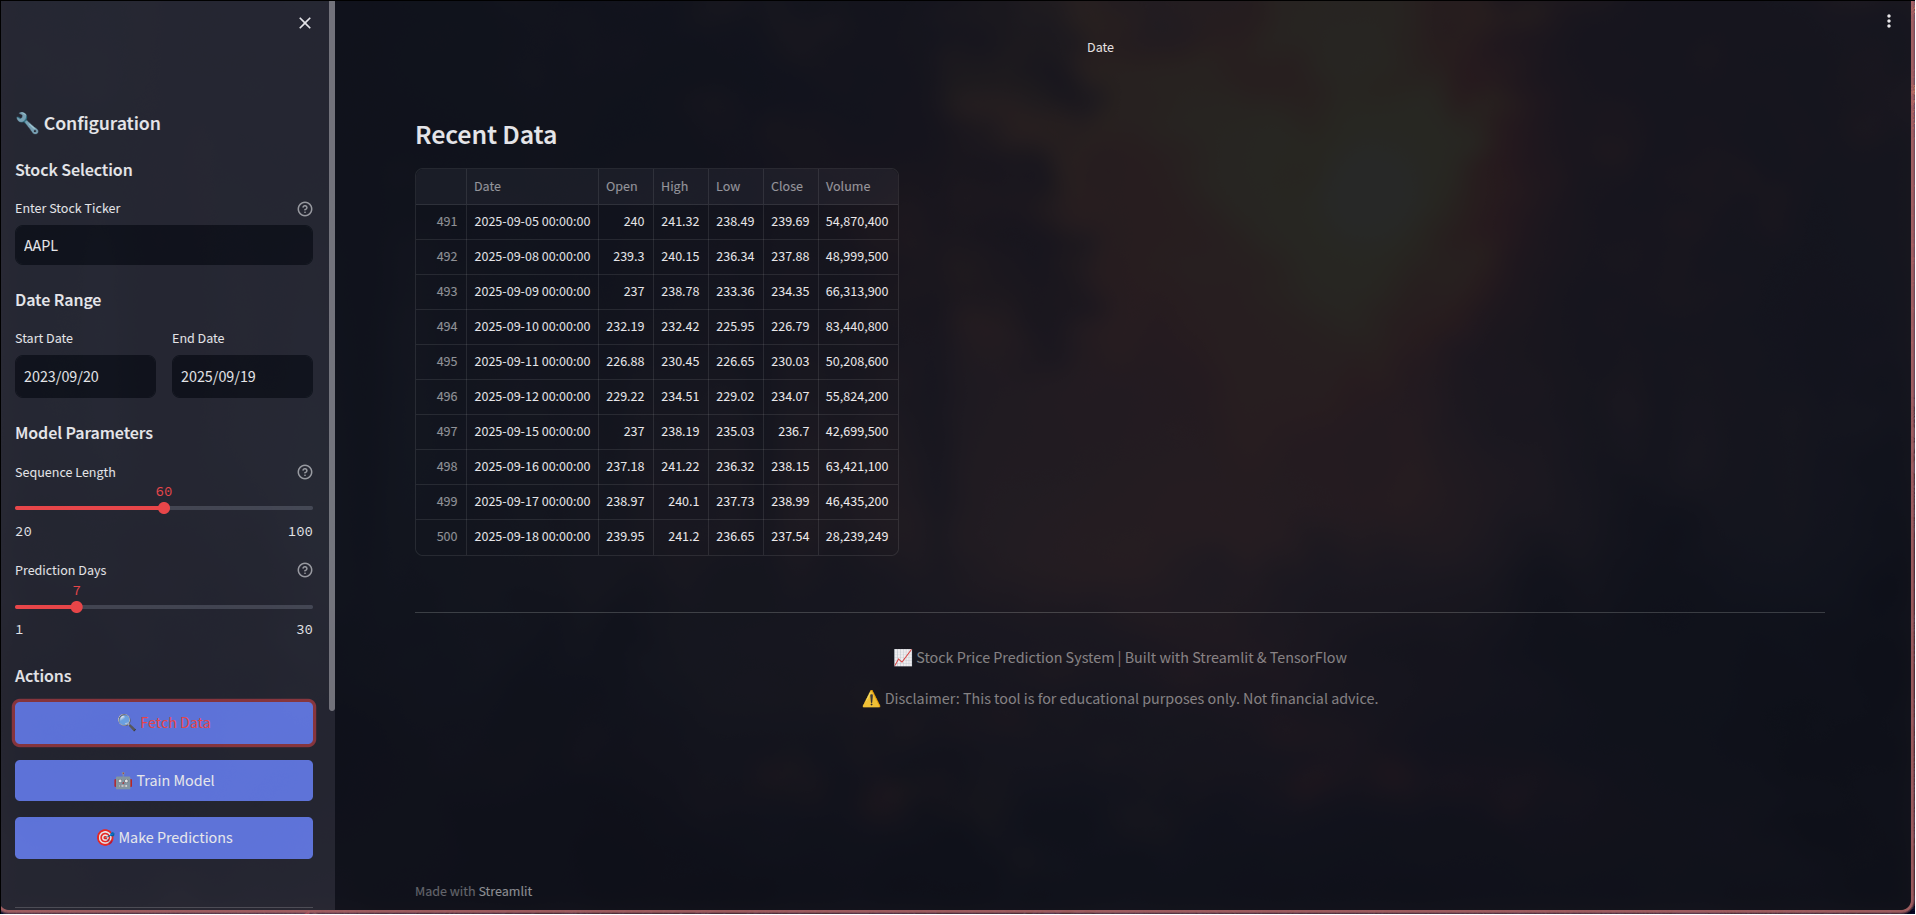 Configuration
Stock Selection
Enter Stock Ticker
AAPL
Date Range
Start Date End Date
2023/09/20 2025/09/19
Model Parameters
Sequence Length
60
20 100
Prediction Days
7
1 30
Actions
Fetch Data
Train Model
Make Predictions
Date
Recent Data
Date Open High Low Close Volume
491 2025-09-05 00:00:00 240 241.32 238.49 239.69 54,870,400
492 2025-09-08 00:00:00 239.3 240.15 236.34 237.88 48,999,500
493 2025-09-09 00:00:00 237 238.78 233.36 234.35 66,313,900
494 2025-09-10 00:00:00 232.19 232.42 225.95 226.79 83,440,800
495 2025-09-11 00:00:00 226.88 230.45 226.65 230.03 50,208,600
496 2025-09-12 00:00:00 229.22 234.51 229.02 234.07 55,824,200
497 2025-09-15 00:00:00 237 238.19 235.03 236.7 42,699,500
498 2025-09-16 00:00:00 237.18 241.22 236.32 238.15 63,421,100
499 2025-09-17 00:00:00 238.97 240.1 237.73 238.99 46,435,200
500 2025-09-18 00:00:00 239.95 241.2 236.65 237.54 28,239,249
Stock Price Prediction System | Built with Streamlit & TensorFlow
Disclaimer: This tool is for educational purposes only. Not financial advice.
Made with Streamlit